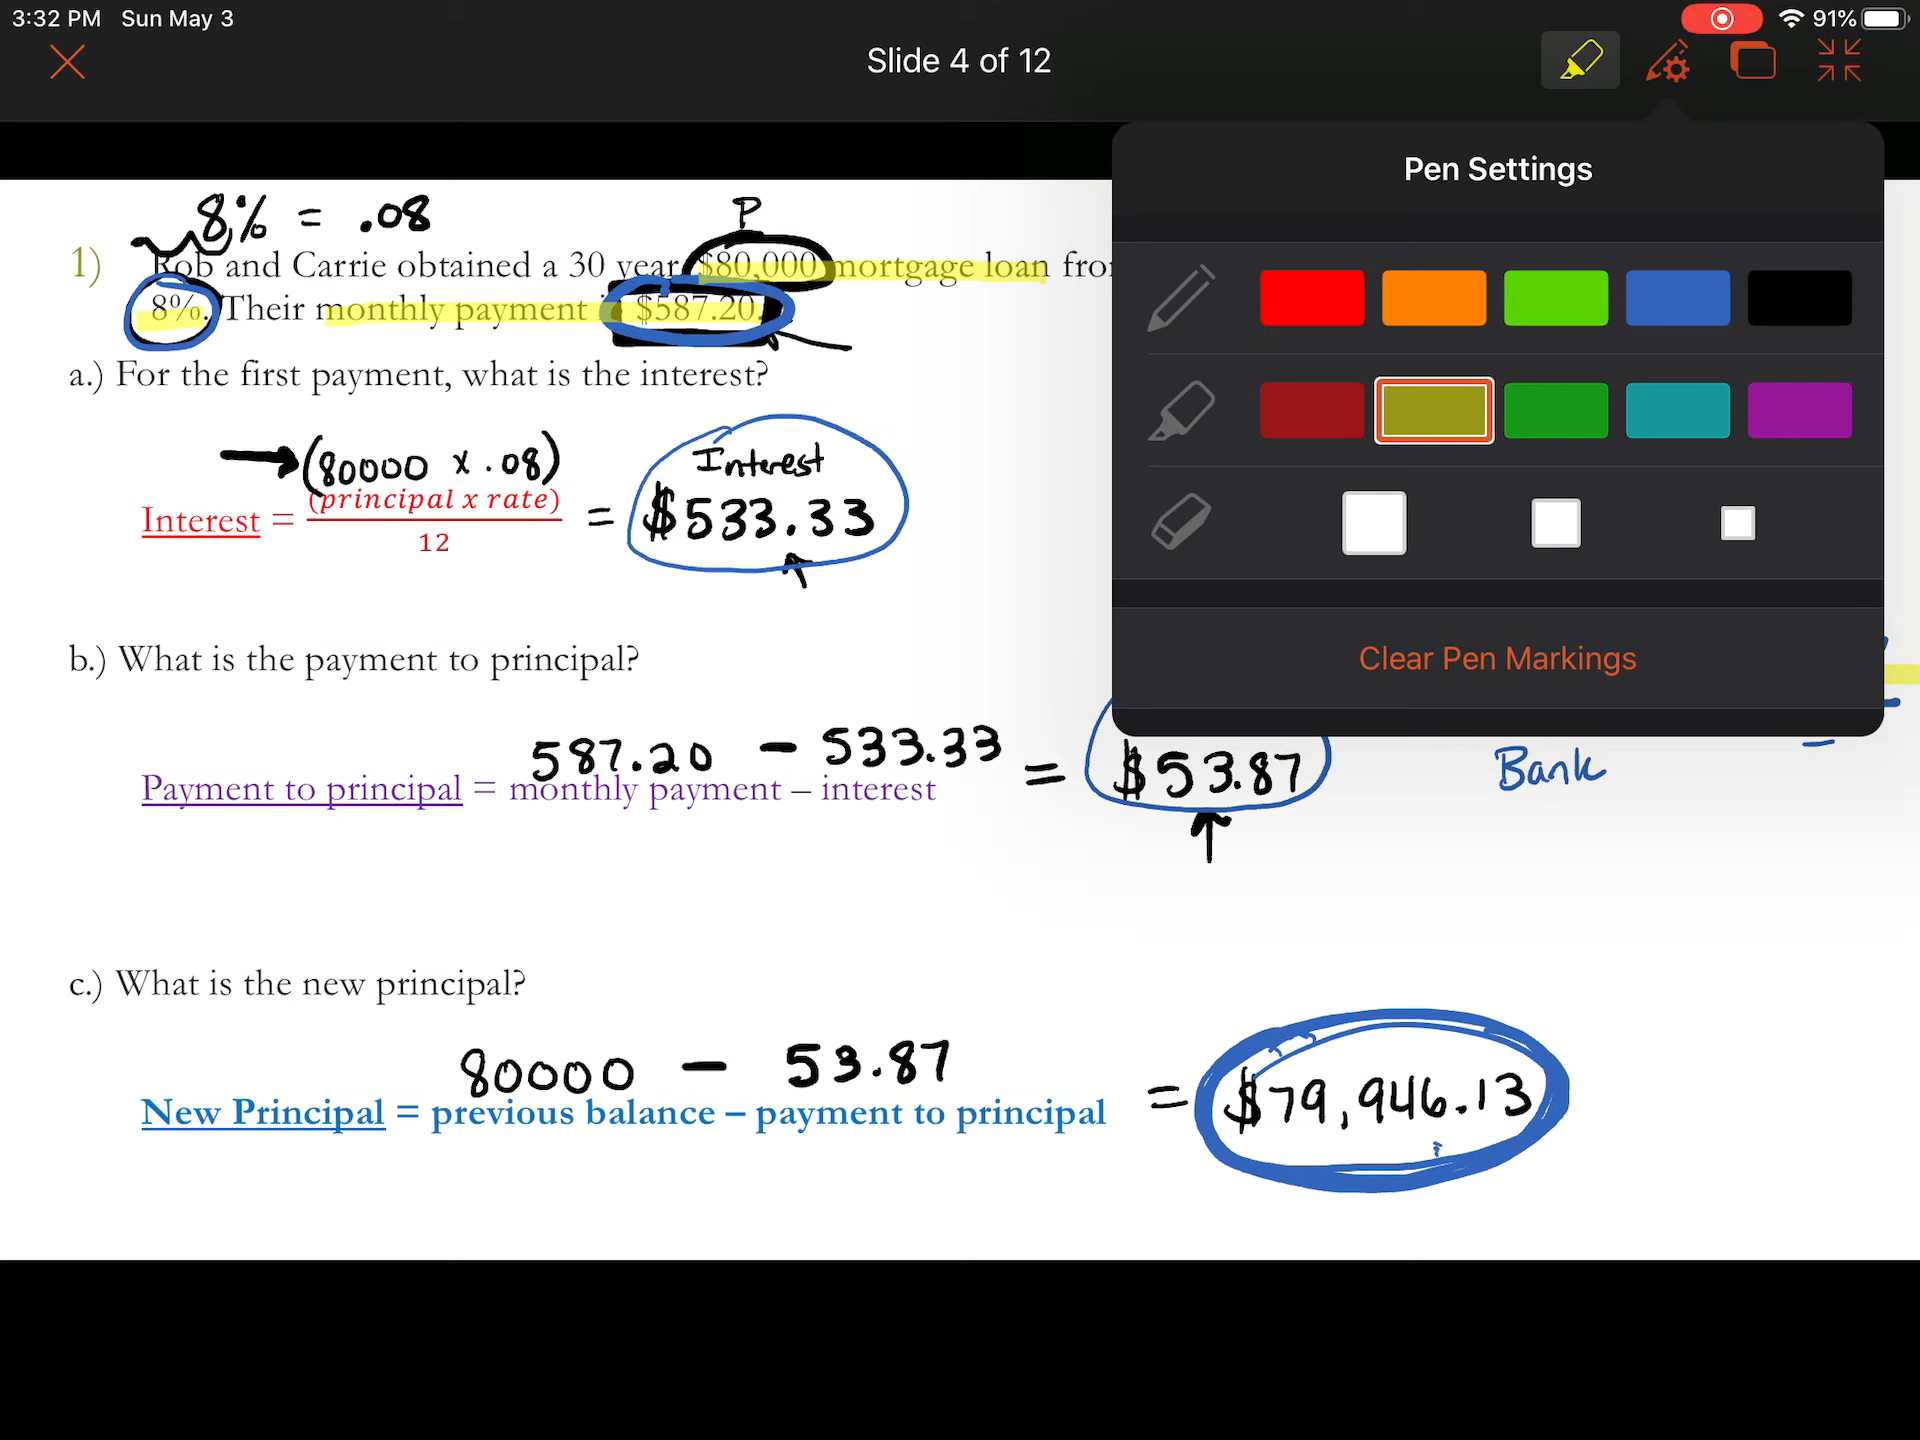 3:32 PM Sun May 3
91%
Slide 4 of 12
Pen Settings
8% = .08
P
1) Rob and Carrie obtained a 30 year $80,000 mortgage loan
8%. Their monthly payment $587.20.
a.) For the first payment, what is the interest?
(80000 x .08)
Interest
Interest = (principal x rate)
12
= $533.33
Clear Pen Markings
b.) What is the payment to principal?
587.20 - 533.33
Payment to principal = monthly payment – interest
= $53.87
Bank
c.) What is the new principal?
80000 - 53.87
New Principal = previous balance – payment to principal
= $79,946.13